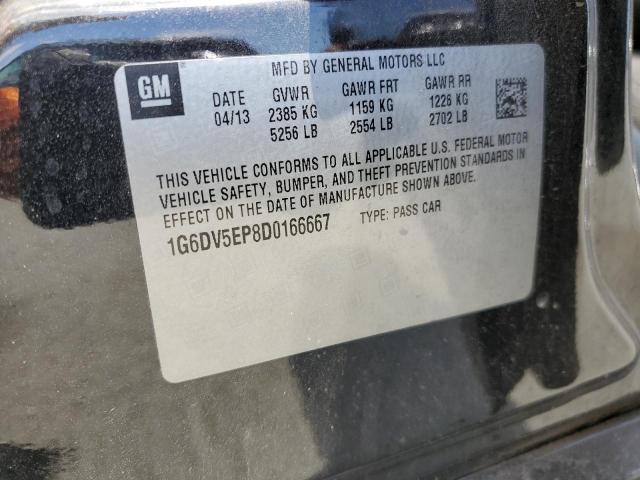 GM
MFD BY GENERAL MOTORS LLC
DATE GVWR GAWR FRT GAWR RR
04/13 2385 KG 1159 KG 1226 KG
5256 LB 2554 LB 2702 LB
THIS VEHICLE CONFORMS TO ALL APPLICABLE U.S. FEDERAL MOTOR
VEHICLE SAFETY, BUMPER, AND THEFT PREVENTION STANDARDS IN
EFFECT ON THE DATE OF MANUFACTURE SHOWN ABOVE.
1G6DV5EP8D0166667 TYPE: PASS CAR